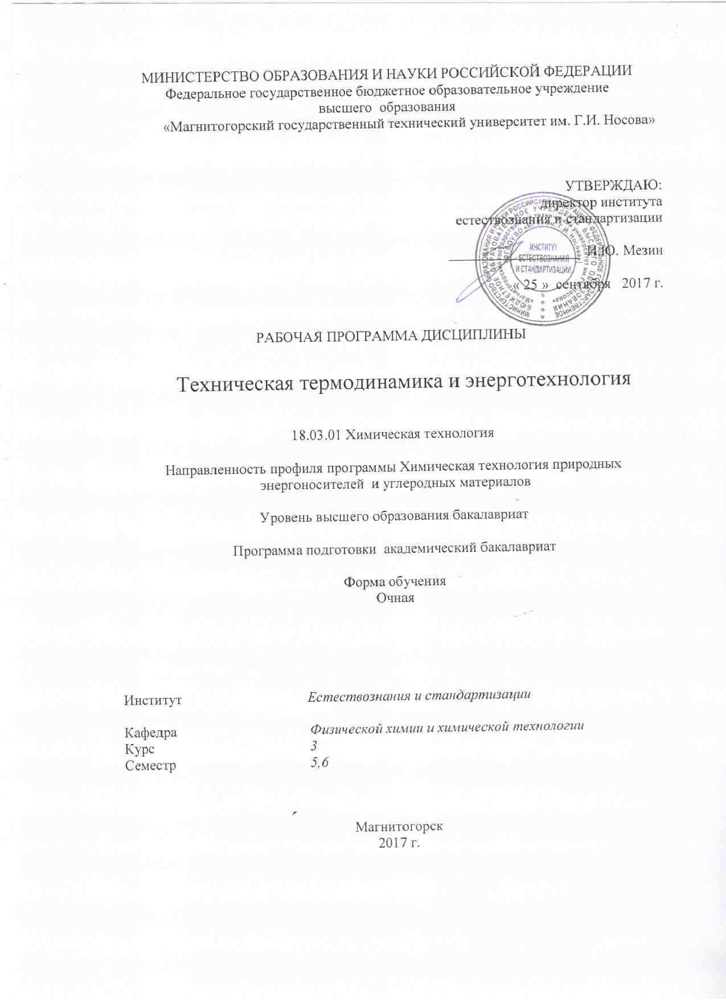 МИНИСТЕРСТВО ОБРАЗОВАНИЯ И НАУКИ РОССИЙСКОЙ ФЕДЕРАЦИИ
Федеральное государственное бюджетное образовательное учреждение
высшего образования
«Магнитогорский государственный технический университет им. Г.И. Носова»
УТВЕРЖДАЮ:
директор института
естествознания и стандартизации
И.Ю. Мезин
« 25 » сентября 2017 г.
ИНСТИТУТ
ЕСТЕСТВОЗНАНИЯ
И СТАНДАРТИЗАЦИИ
РАБОЧАЯ ПРОГРАММА ДИСЦИПЛИНЫ
Техническая термодинамика и энерготехнология
18.03.01 Химическая технология
Направленность профиля программы Химическая технология природных
энергоносителей и углеродных материалов
Уровень высшего образования бакалавриат
Программа подготовки академический бакалавриат
Форма обучения
Очная
Институт Естествознания и стандартизации
Кафедра Физической химии и химической технологии
Курс 3
Семестр 5,6
Магнитогорск
2017 г.